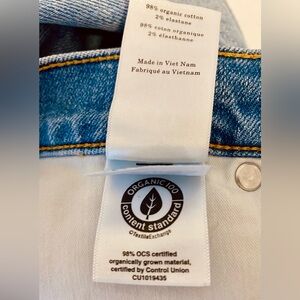 98% organic cotton
2% elastane
98% coton organique
2% élasthanne
Made in Viet Nam
Fabriqué au Vietnam
ORGANIC 100
content standard
©TextileExchange
98% OCS certified
organically grown material,
certified by Control Union
CU1019435